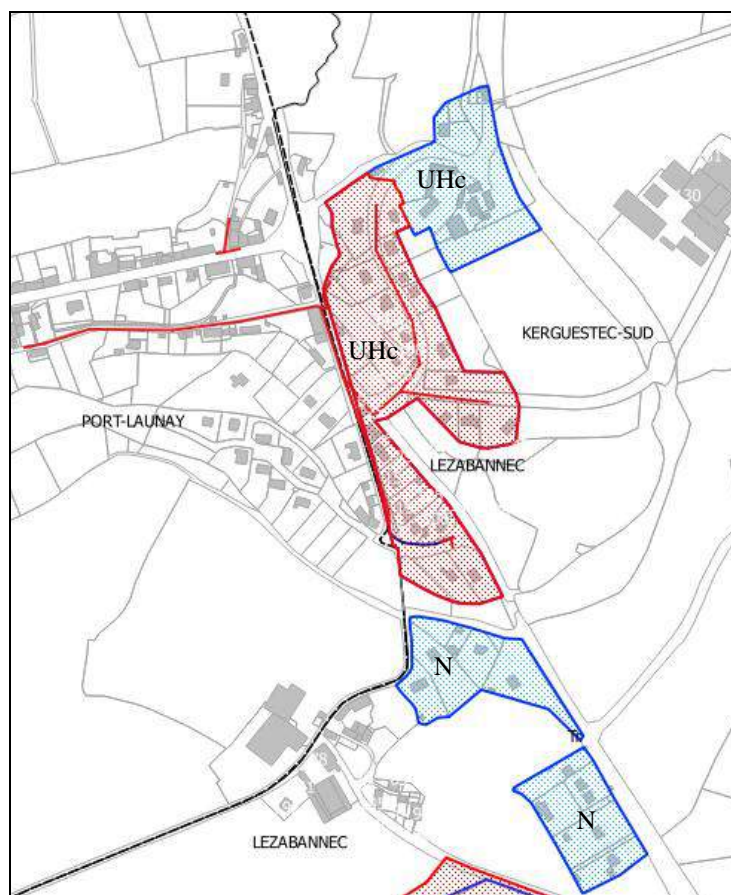 UHc
UHc
KERGUESTEC-SUD
PORT-LAUNAY
LEZABANNEC
N
N
LEZABANNEC